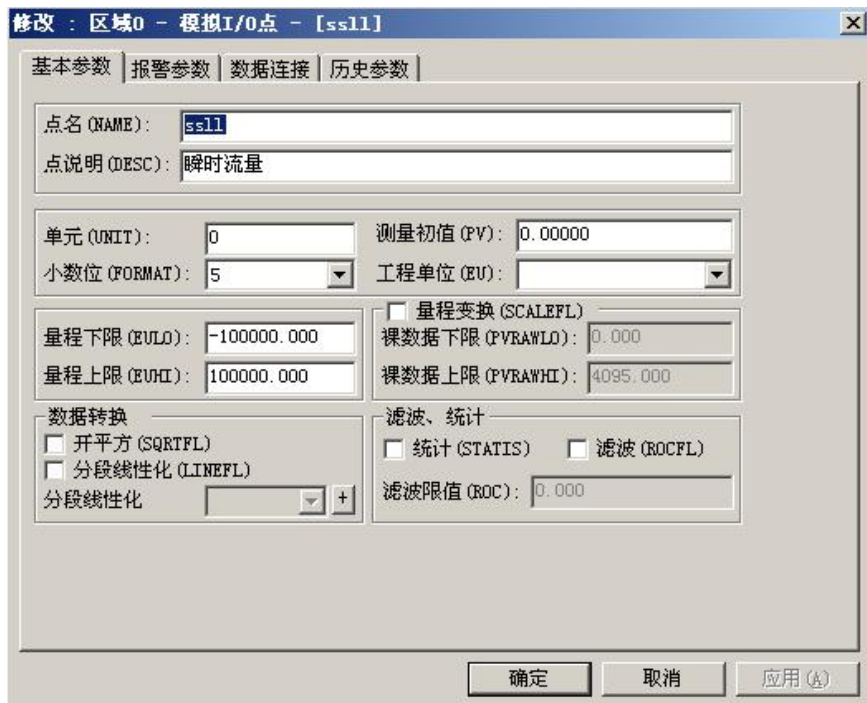 修改 : 区域0 - 模拟I/O点 - [ssll]
基本参数 报警参数 数据连接 历史参数
点名(NAME): ssll
点说明(DESC): 瞬时流量
单元(UNIT): 0 测量初值(PV): 0.00000
小数位(FORMAT): 5 工程单位(EU):
量程变换(SCALEFL)
量程下限(EULO): -100000.000 裸数据下限(PVRAWLO): 0.000
量程上限(EUHI): 100000.000 裸数据上限(PVRAWHI): 4095.000
数据转换 滤波、统计
开平方(SQRTFL) 统计(STATIS) 滤波(ROCFL)
分段线性化(LINEFL)
分段线性化 + 滤波限值(ROC): 0.000
确定 取消 应用(A)